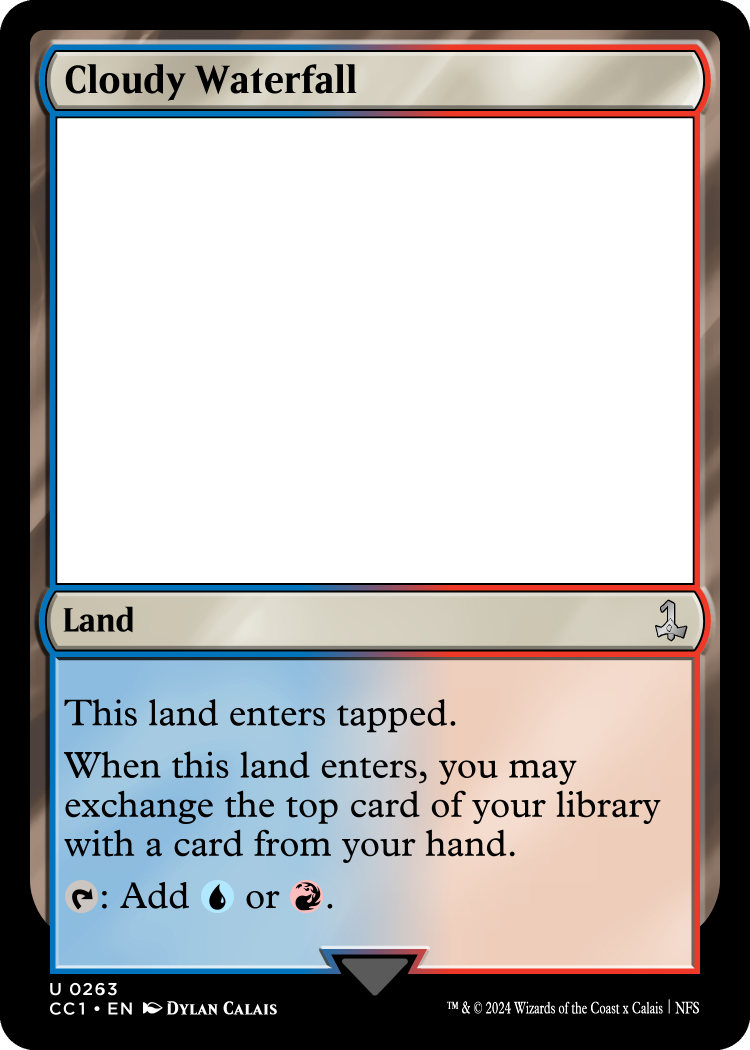 Cloudy Waterfall
Land
This land enters tapped.
When this land enters, you may
exchange the top card of your library
with a card from your hand.
: Add or .
U 0263
CC1 • EN DYLAN CALAIS
™ & © 2024 Wizards of the Coast x Calais | NFS